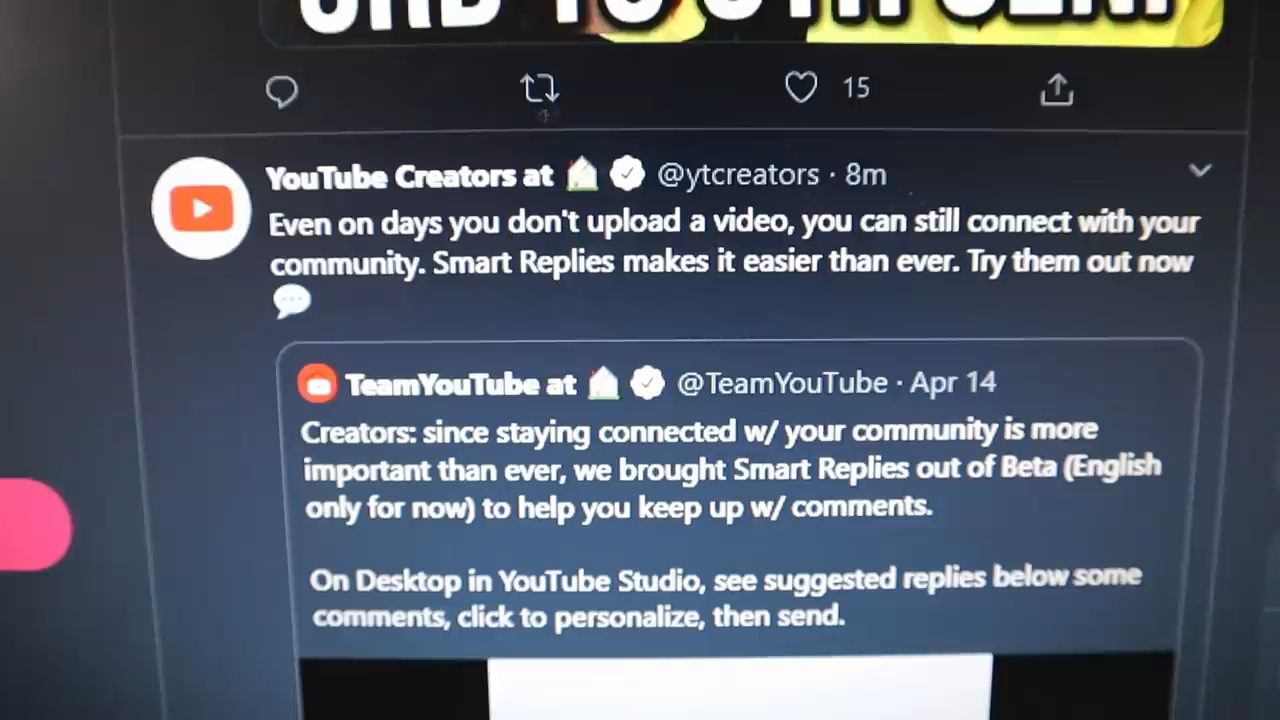 15
YouTube Creators at 🏠 @ytcreators · 8m
Even on days you don't upload a video, you can still connect with your
community. Smart Replies makes it easier than ever. Try them out now
💬
TeamYouTube at 🏠 @TeamYouTube · Apr 14
Creators: since staying connected w/ your community is more
important than ever, we brought Smart Replies out of Beta (English
only for now) to help you keep up w/ comments.
On Desktop in YouTube Studio, see suggested replies below some
comments, click to personalize, then send.